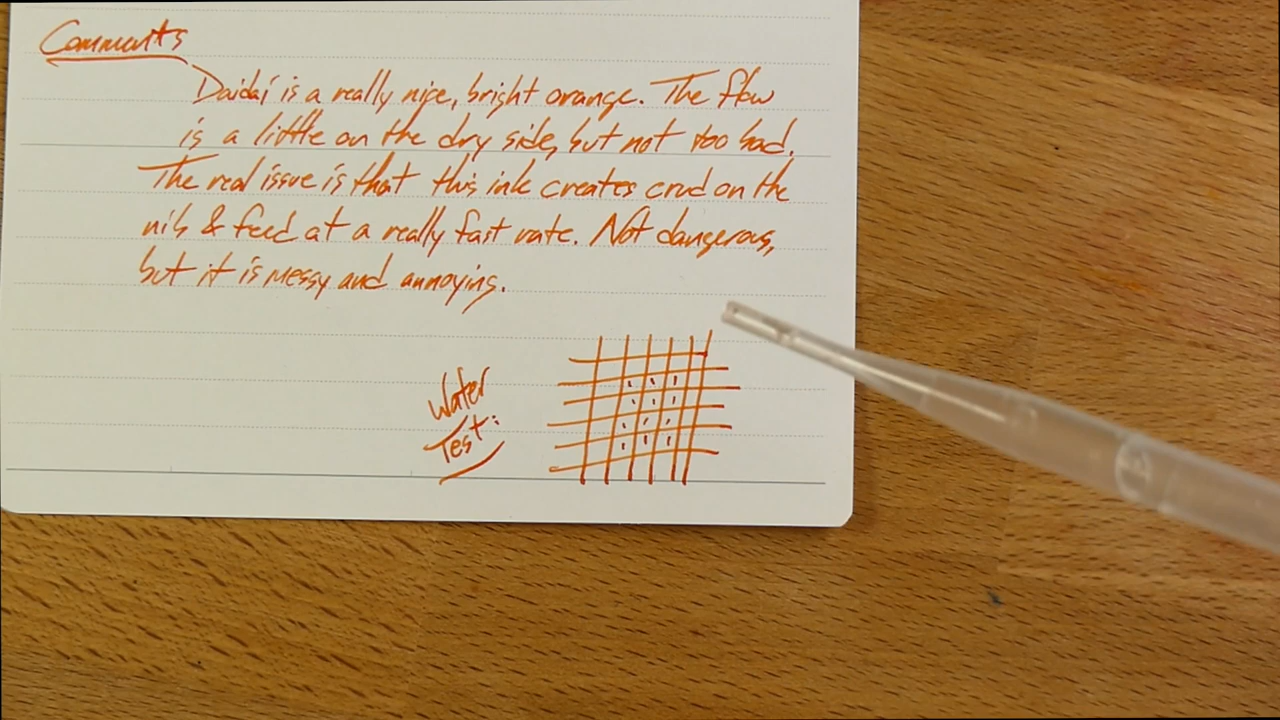 Comments
Daidai is a really nice, bright orange. The flow
is a little on the dry side, but not too bad.
The real issue is that this ink creates crud on the
nib & feed at a really fast rate. Not dangerous,
but it is messy and annoying.
Water
Test: